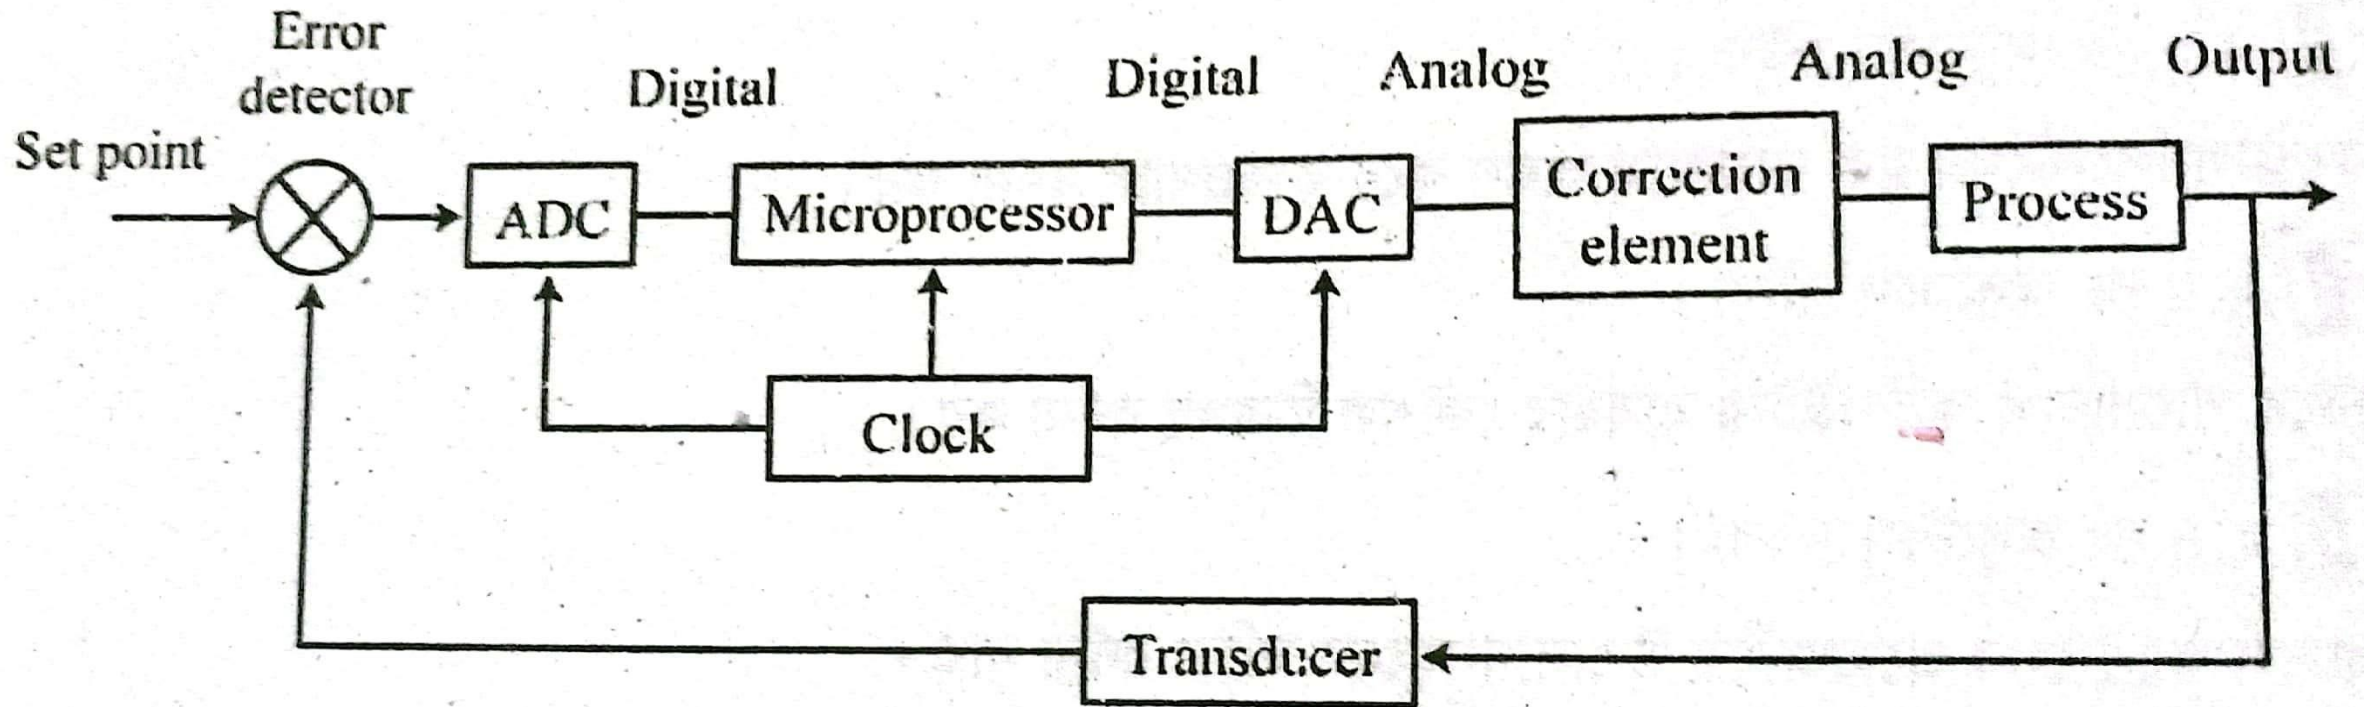 Error
detector
Digital
Digital
Analog
Analog
Output
Set point
ADC
Microprocessor
DAC
Correction
element
Process
Clock
Transducer